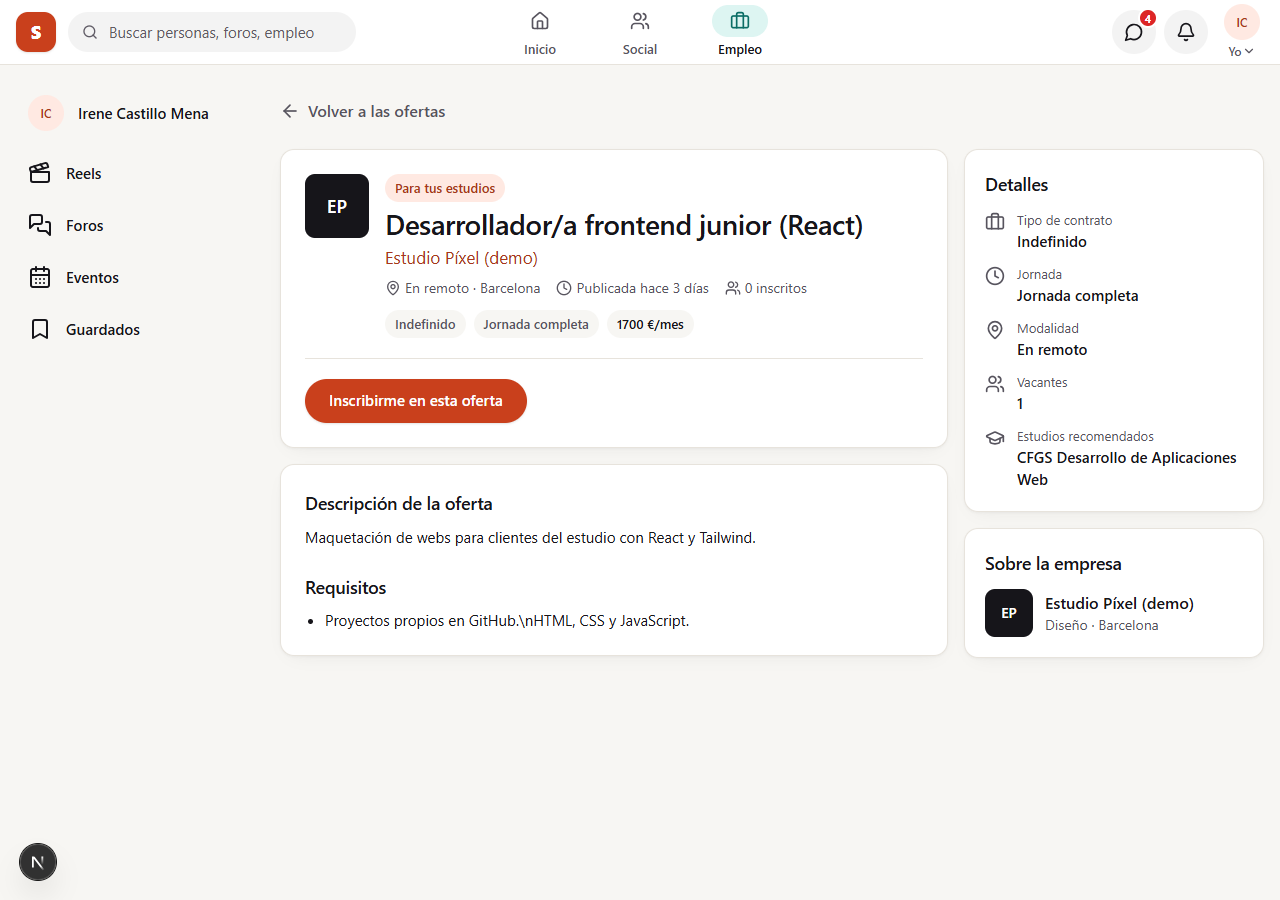 S
Buscar personas, foros, empleo
Inicio
Social
Empleo
4
IC
Yo
IC
Irene Castillo Mena
Reels
Foros
Eventos
Guardados
Volver a las ofertas
EP
Para tus estudios
Desarrollador/a frontend junior (React)
Estudio Píxel (demo)
En remoto · Barcelona
Publicada hace 3 días
0 inscritos
Indefinido
Jornada completa
1700 €/mes
Inscribirme en esta oferta
Descripción de la oferta
Maquetación de webs para clientes del estudio con React y Tailwind.
Requisitos
• Proyectos propios en GitHub.\nHTML, CSS y JavaScript.
Detalles
Tipo de contrato
Indefinido
Jornada
Jornada completa
Modalidad
En remoto
Vacantes
1
Estudios recomendados
CFGS Desarrollo de Aplicaciones
Web
Sobre la empresa
EP
Estudio Píxel (demo)
Diseño · Barcelona
N